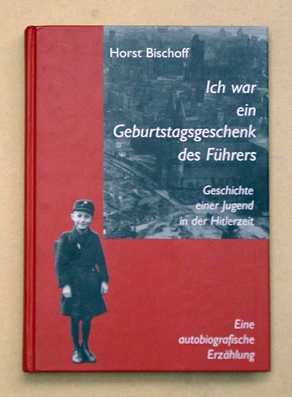 Horst Bischoff
Ich war
ein
Geburtstagsgeschenk
des Führers
Geschichte
einer Jugend
in der Hitlerzeit
Eine
autobiografische
Erzählung